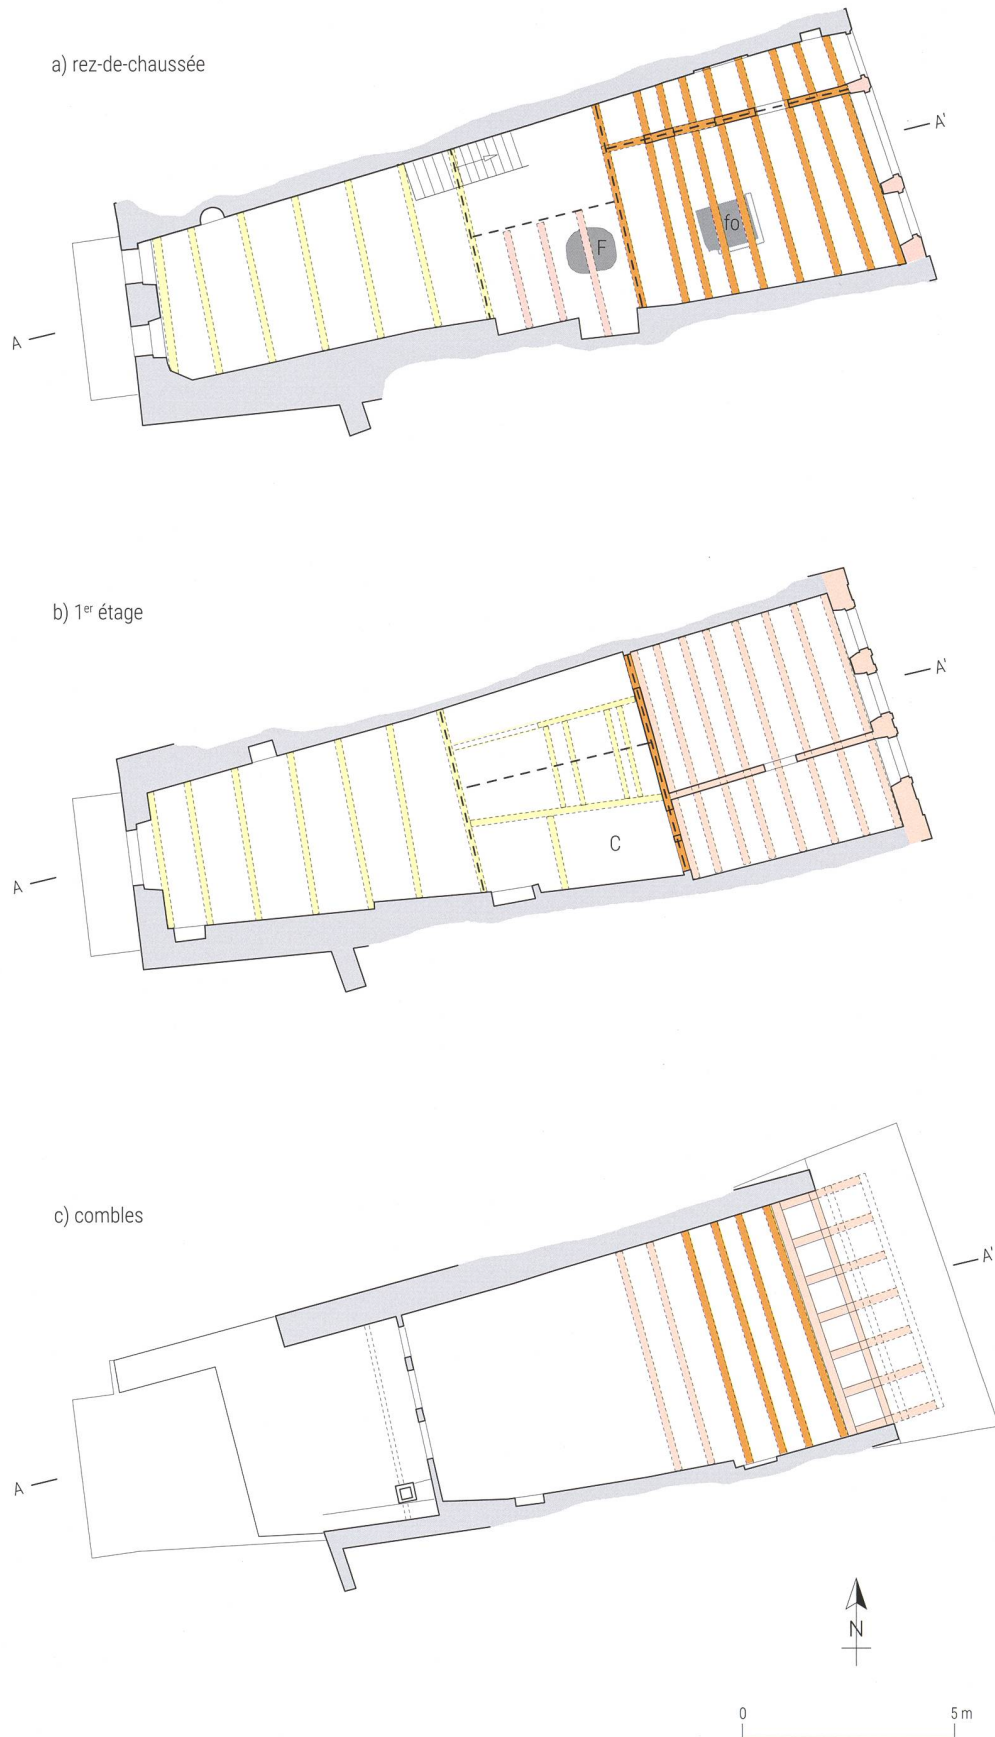 a) rez-de-chaussée
A'
fo
F
A
b) 1er étage
A'
C
A
c) combles
A'
A
N
0 5 m